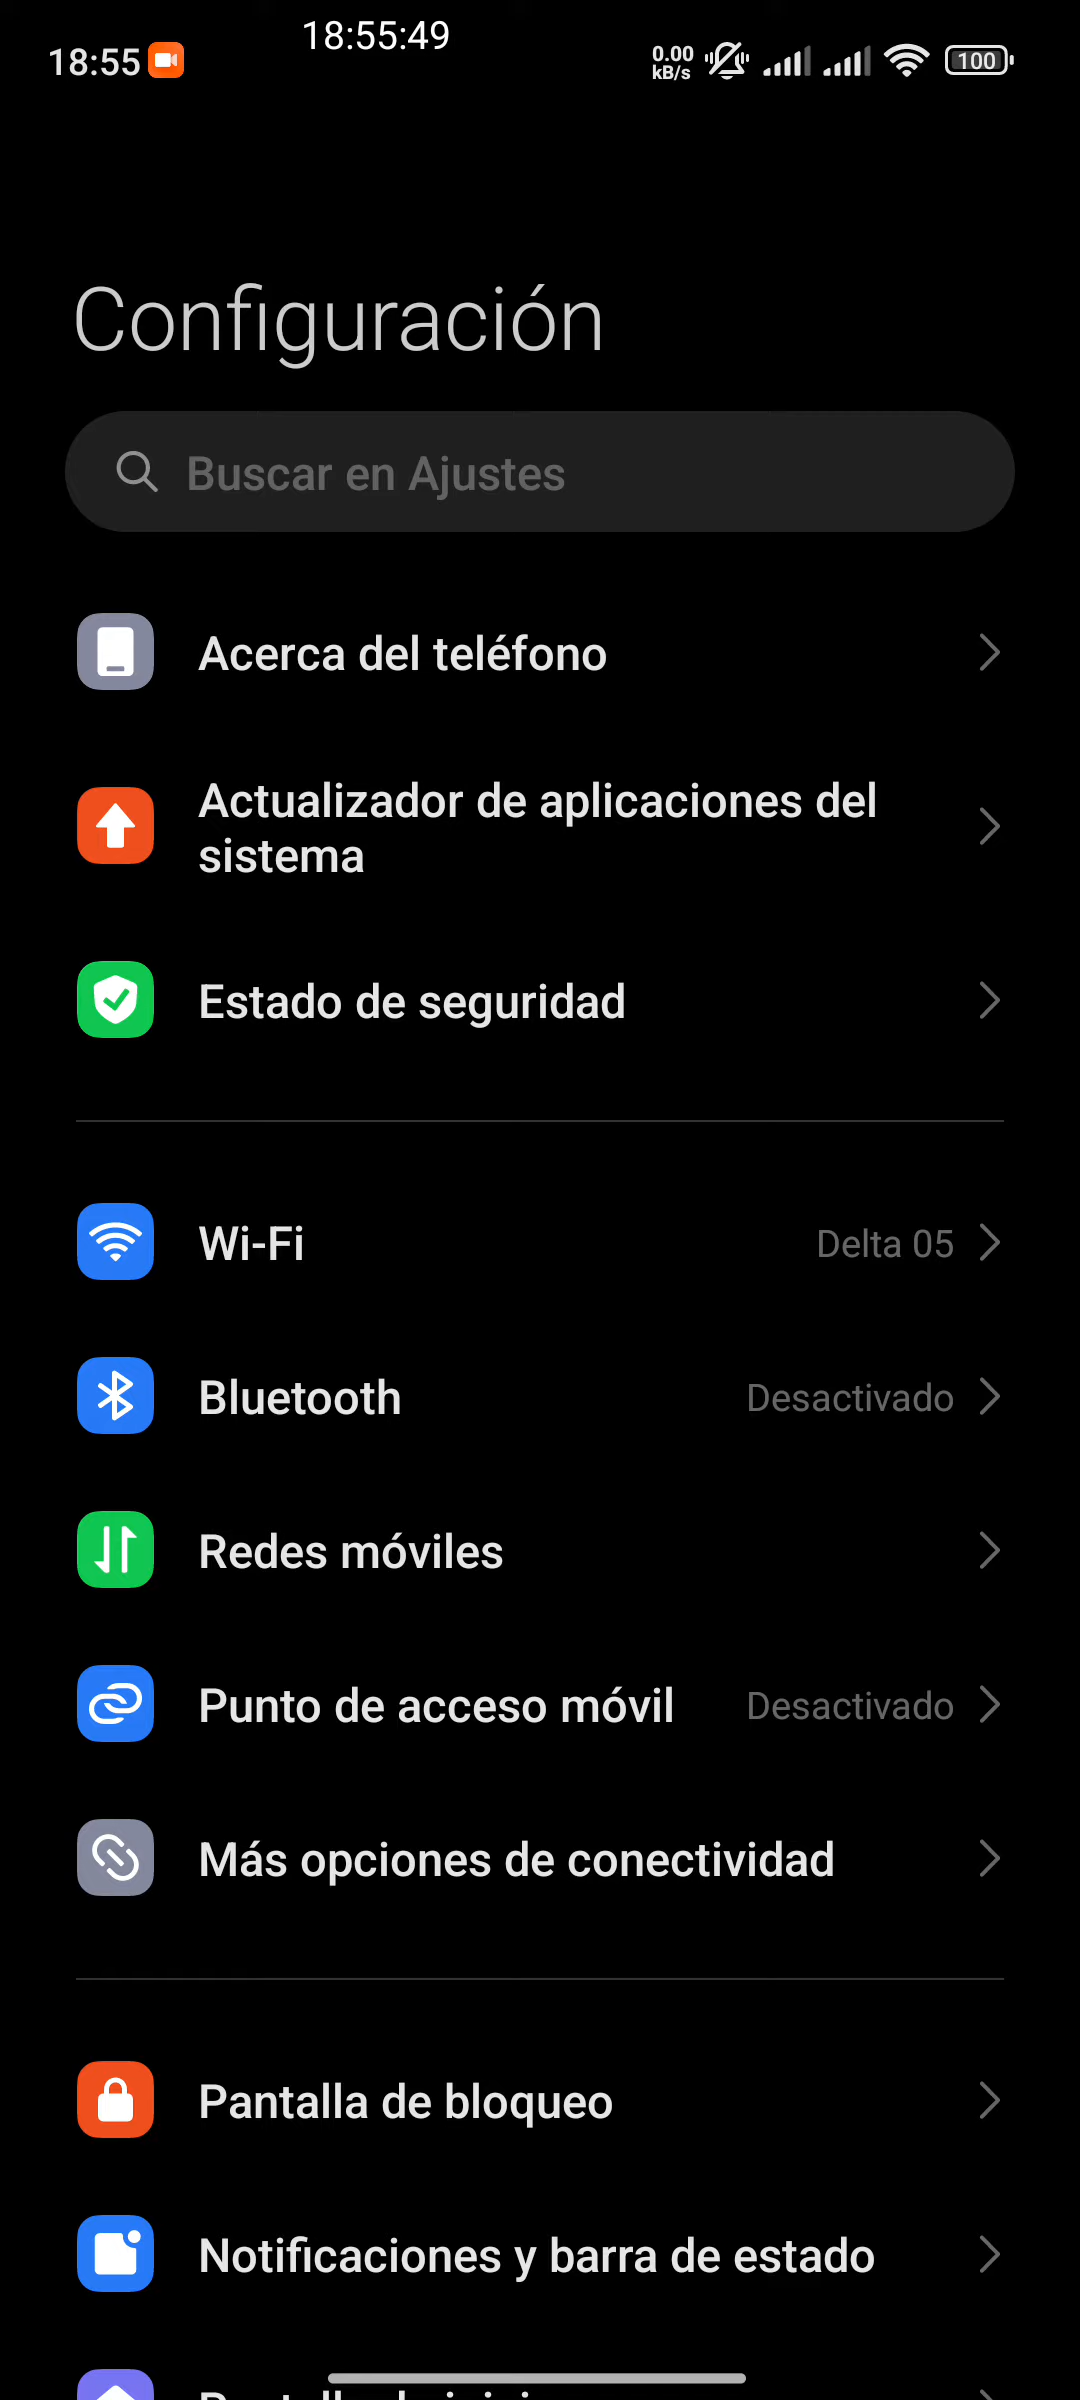 18:55
18:55:49
0.00
kB/s
100
Configuración
Buscar en Ajustes
Acerca del teléfono
Actualizador de aplicaciones del
sistema
Estado de seguridad
Wi-Fi
Delta 05
Bluetooth
Desactivado
Redes móviles
Punto de acceso móvil
Desactivado
Más opciones de conectividad
Pantalla de bloqueo
Notificaciones y barra de estado